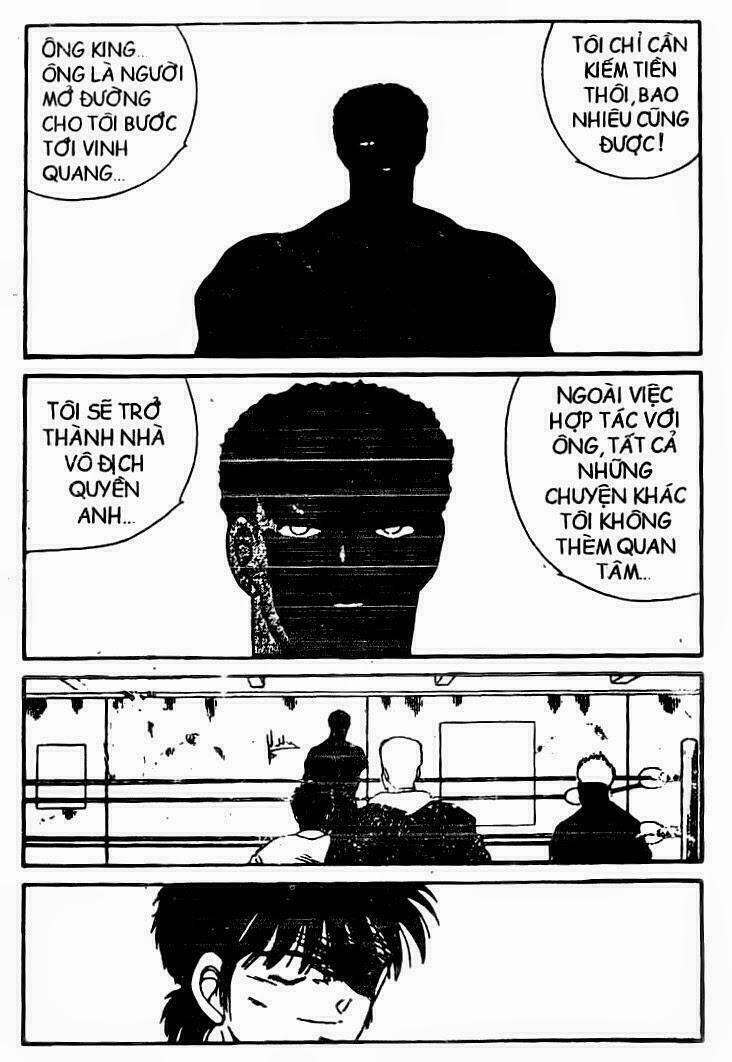 TÔI CHỈ CẦN
KIẾM TIỀN
THÔI, BAO
NHIÊU CŨNG
ĐƯỢC!
ÔNG KING...
ÔNG LÀ NGƯỜI
MỞ ĐƯỜNG
CHO TÔI BƯỚC
TỚI VINH
QUANG...
NGOÀI VIỆC
HỢP TÁC VỚI
ÔNG, TẤT CẢ
NHỮNG
CHUYỆN KHÁC
TÔI KHÔNG
THÈM QUAN
TÂM...
TÔI SẼ TRỞ
THÀNH NHÀ
VÔ ĐỊCH
QUYỀN
ANH...